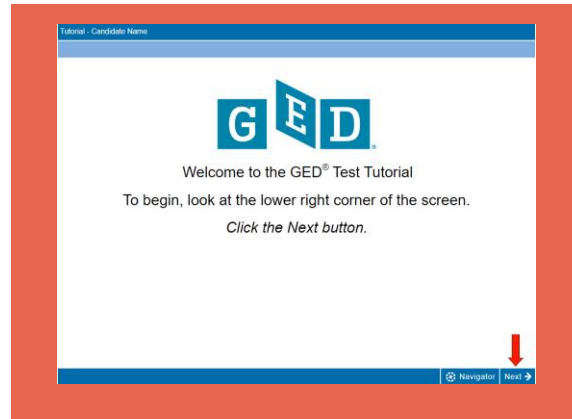 Tutorial - Candidate Name
GED®
Welcome to the GED® Test Tutorial
To begin, look at the lower right corner of the screen.
Click the Next button.
Navigator Next →